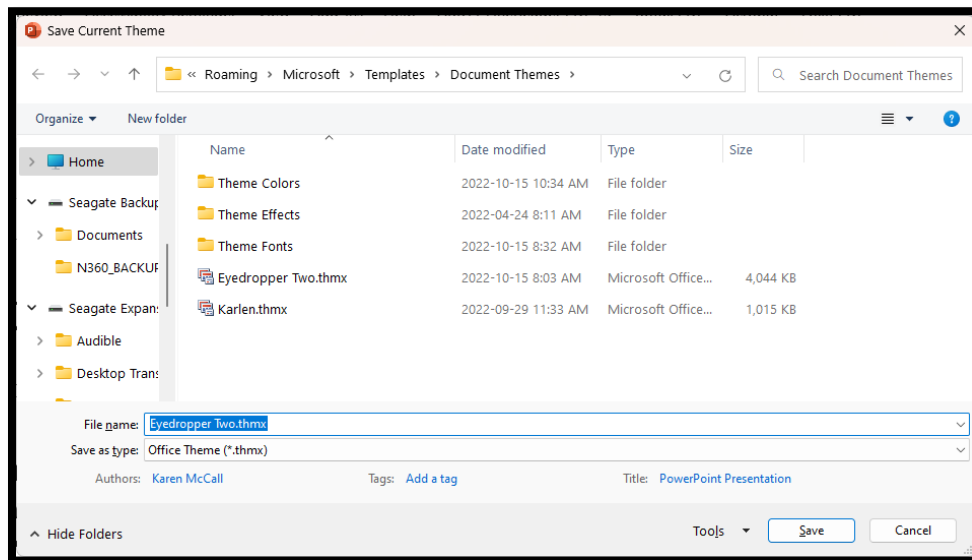 Save Current Theme
« Roaming > Microsoft > Templates > Document Themes >
Search Document Themes
Organize
New folder
Name Date modified Type Size
Home
Seagate Backup
Documents
N360_BACKUP
Seagate Expans
Audible
Desktop Trans
Theme Colors 2022-10-15 10:34 AM File folder
Theme Effects 2022-04-24 8:11 AM File folder
Theme Fonts 2022-10-15 8:32 AM File folder
Eyedropper Two.thmx 2022-10-15 8:03 AM Microsoft Office... 4,044 KB
Karlen.thmx 2022-09-29 11:33 AM Microsoft Office... 1,015 KB
File name: Eyedropper Two.thmx
Save as type: Office Theme (*.thmx)
Authors: Karen McCall Tags: Add a tag Title: PowerPoint Presentation
Hide Folders
Tools Save Cancel